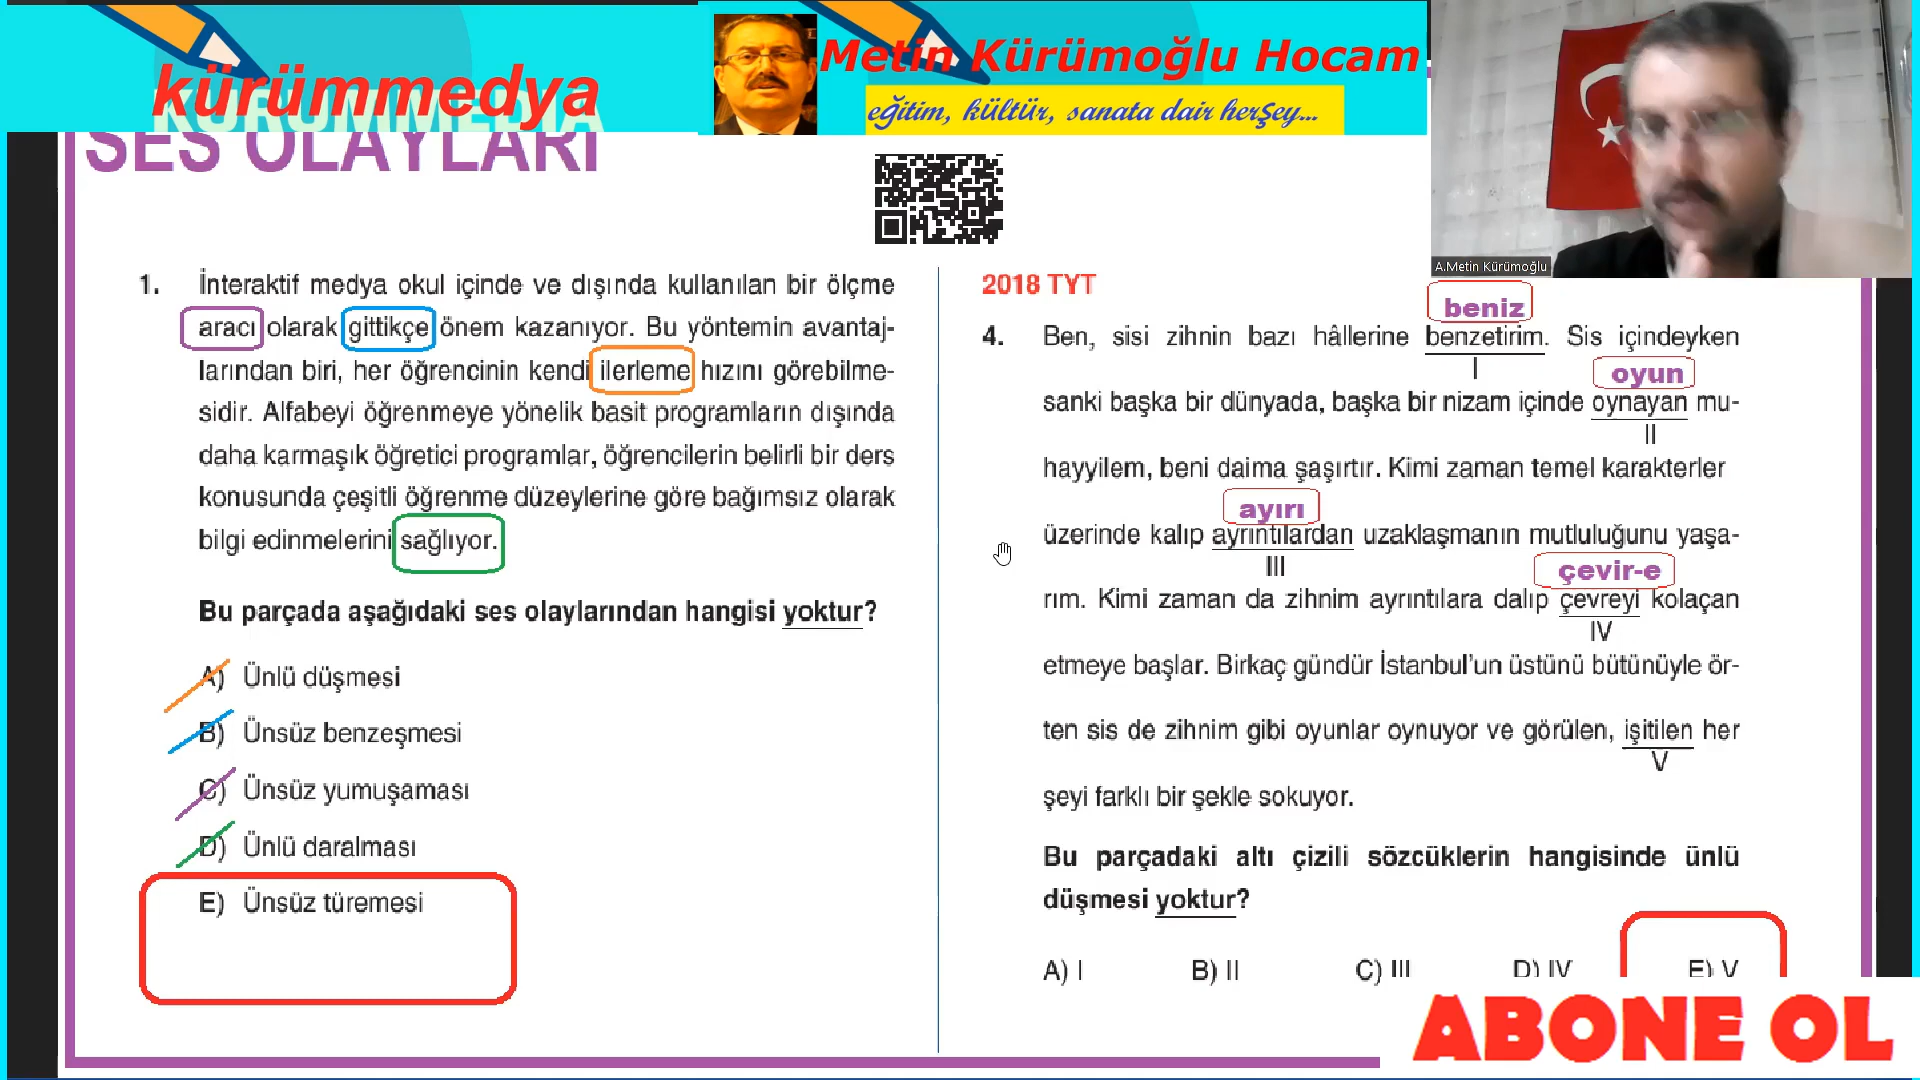 kürümmedya
KÜRÜMMEDİA
Metin Kürümoğlu Hocam
eğitim, kültür, sanata dair herşey...
SES OLAYLARI
A.Metin Kürümoğlu
1. İnteraktif medya okul içinde ve dışında kullanılan bir ölçme
aracı olarak gittikçe önem kazanıyor. Bu yöntemin avantaj-
larından biri, her öğrencinin kendi ilerleme hızını görebilme-
sidir. Alfabeyi öğrenmeye yönelik basit programların dışında
daha karmaşık öğretici programlar, öğrencilerin belirli bir ders
konusunda çeşitli öğrenme düzeylerine göre bağımsız olarak
bilgi edinmelerini sağlıyor.
Bu parçada aşağıdaki ses olaylarından hangisi yoktur?
A) Ünlü düşmesi
B) Ünsüz benzeşmesi
C) Ünsüz yumuşaması
D) Ünlü daralması
E) Ünsüz türemesi
2018 TYT
beniz
4. Ben, sisi zihnin bazı hâllerine benzetirim. Sis içindeyken
I
oyun
sanki başka bir dünyada, başka bir nizam içinde oynayan mu-
II
hayyilem, beni daima şaşırtır. Kimi zaman temel karakterler
ayırı
üzerinde kalıp ayrıntılardan uzaklaşmanın mutluluğunu yaşa-
III
çevir-e
rım. Kimi zaman da zihnim ayrıntılara dalıp çevreyi kolaçan
IV
etmeye başlar. Birkaç gündür İstanbul'un üstünü bütünüyle ör-
ten sis de zihnim gibi oyunlar oynuyor ve görülen, işitilen her
V
şeyi farklı bir şekle sokuyor.
Bu parçadaki altı çizili sözcüklerin hangisinde ünlü
düşmesi yoktur?
A) I B) II C) III D) IV E) V
ABONE OL